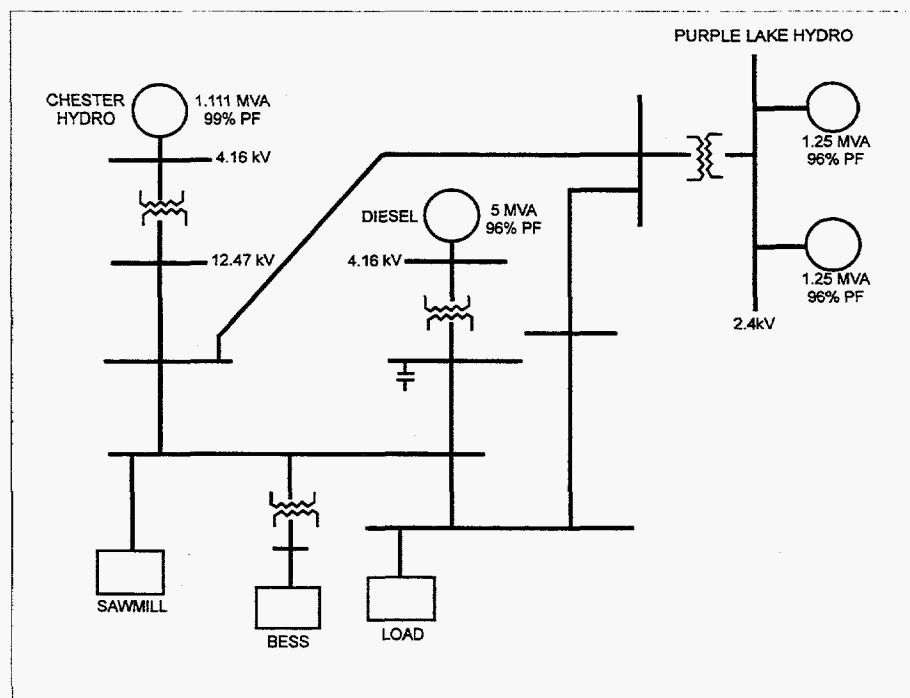 PURPLE LAKE HYDRO
CHESTER
HYDRO
1.111 MVA
99% PF
4.16 kV
1.25 MVA
96% PF
DIESEL
5 MVA
96% PF
12.47 kV
4.16 kV
1.25 MVA
96% PF
2.4kV
SAWMILL
BESS
LOAD